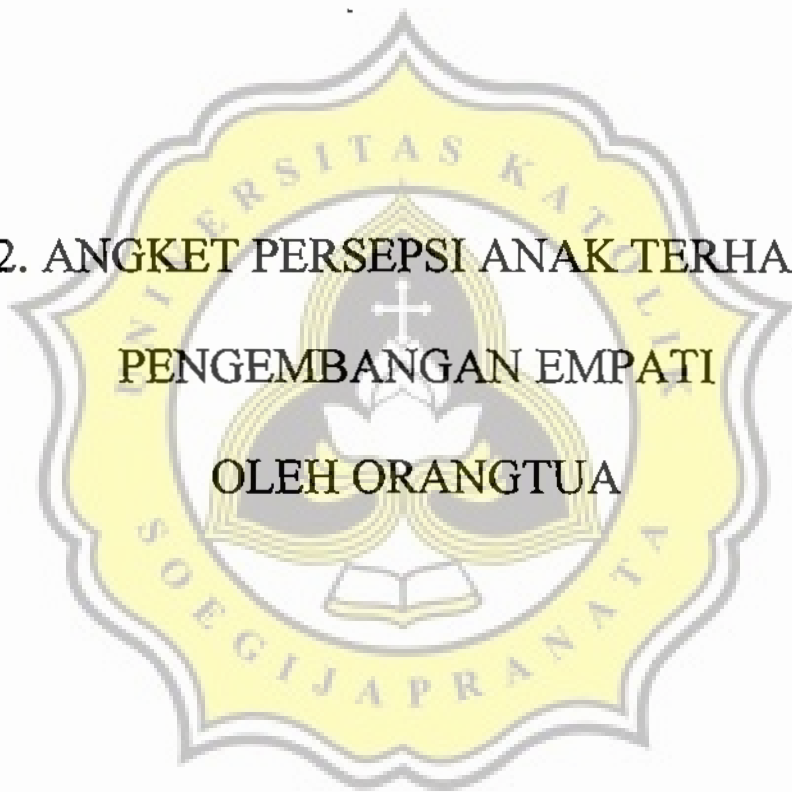 2. ANGKET PERSEPSI ANAK TERHA
PENGEMBANGAN EMPATI
OLEH ORANGTUA
UNIVERSITAS KATOLIK
SOEGIJAPRANATA